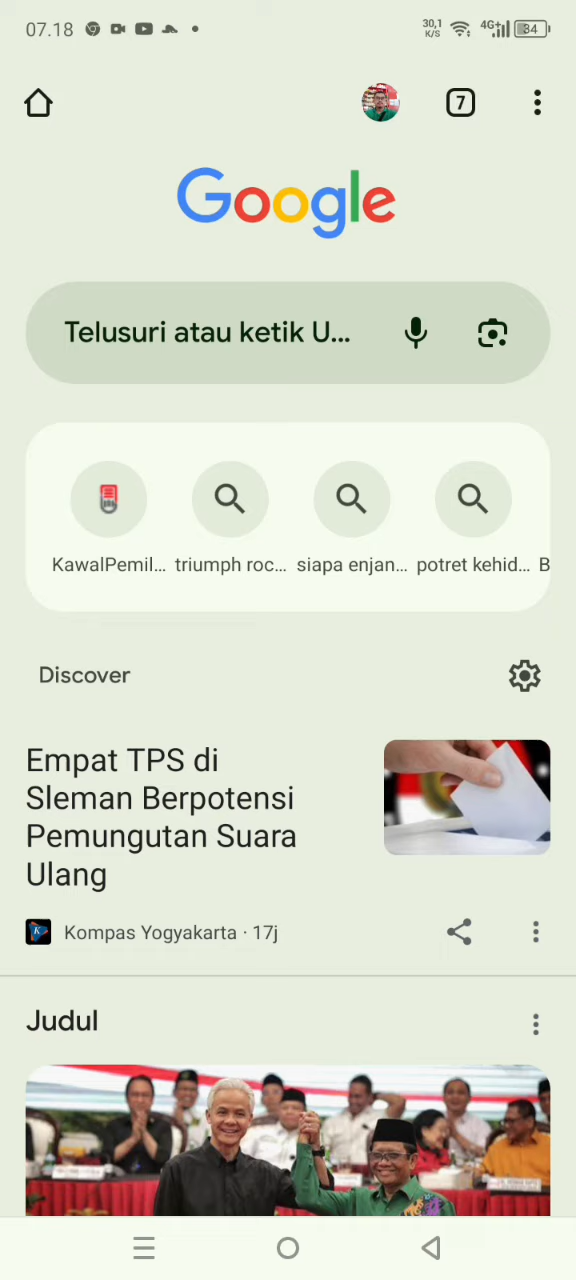 07.18
30,1
K/S
4G+
34
7
Google
Telusuri atau ketik U...
KawalPemil...
triumph roc...
siapa enjan...
potret kehid...
B
Discover
Empat TPS di
Sleman Berpotensi
Pemungutan Suara
Ulang
Kompas Yogyakarta · 17j
Judul